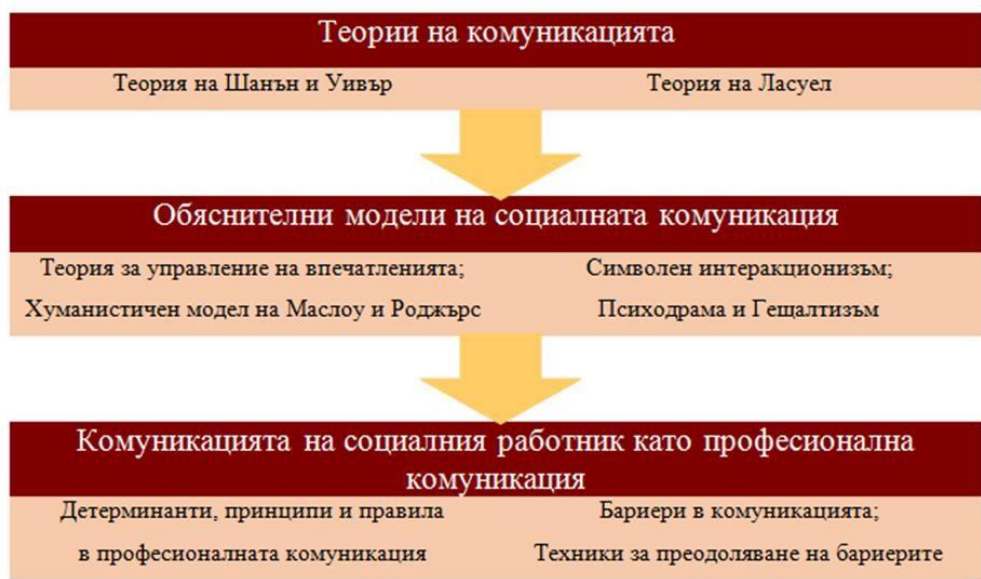 Теории на комуникацията
Теория на Шанън и Уивър
Теория на Ласуел
Обяснителни модели на социалната комуникация
Теория за управление на впечатленията;
Хуманистичен модел на Маслоу и Роджърс
Символен интеракционизъм;
Психодрама и Гещалтизъм
Комуникацията на социалния работник като професионална
комуникация
Детерминанти, принципи и правила
в професионалната комуникация
Бариери в комуникацията;
Техники за преодоляване на бариерите